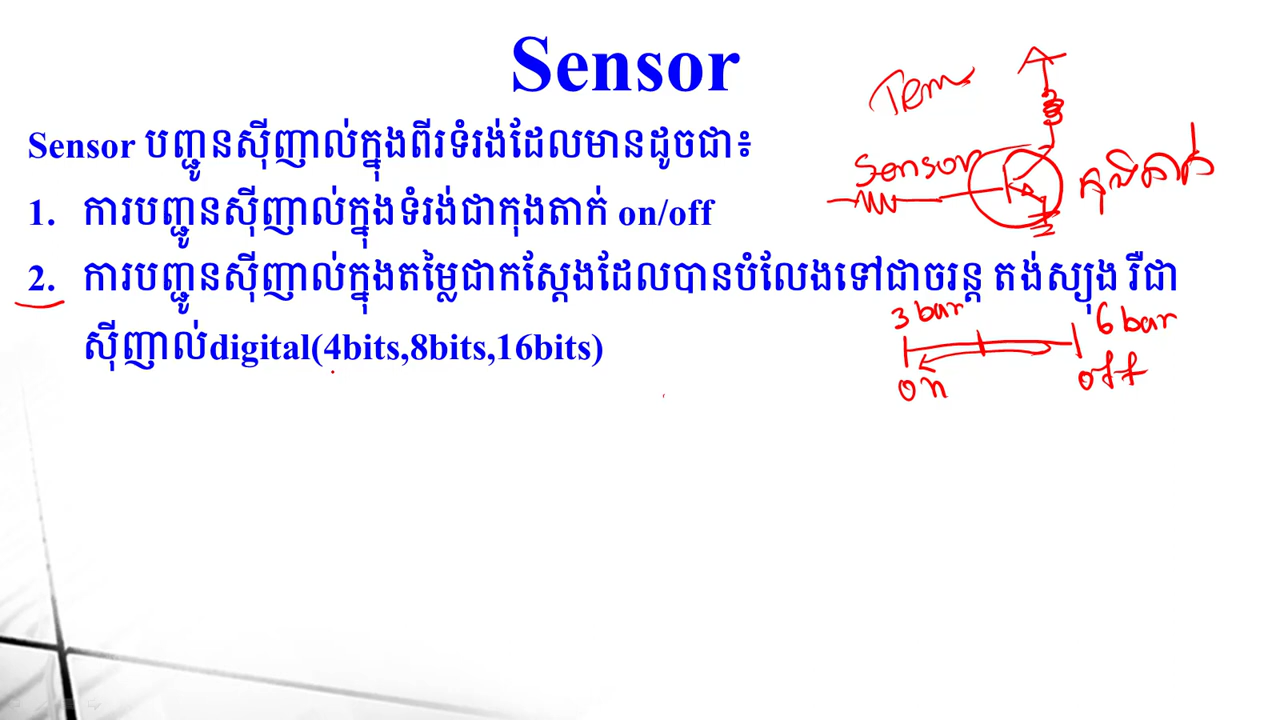 Sensor
Sensor បញ្ជូនស៊ីញាល់ក្នុងពីរទំរង់ដែលមានដូចជា៖
1. ការបញ្ជូនស៊ីញាល់ក្នុងទំរង់ជាកុងតាក់ on/off
2. ការបញ្ជូនស៊ីញាល់ក្នុងតម្លៃជាកស្តែងដែលបានបំលែងទៅជាចរន្ត តង់ស្យុង រឺជា
ស៊ីញាល់digital(4bits,8bits,16bits)
Tem
Sensor
កុងតាក់
3 bar
6 bar
on
off